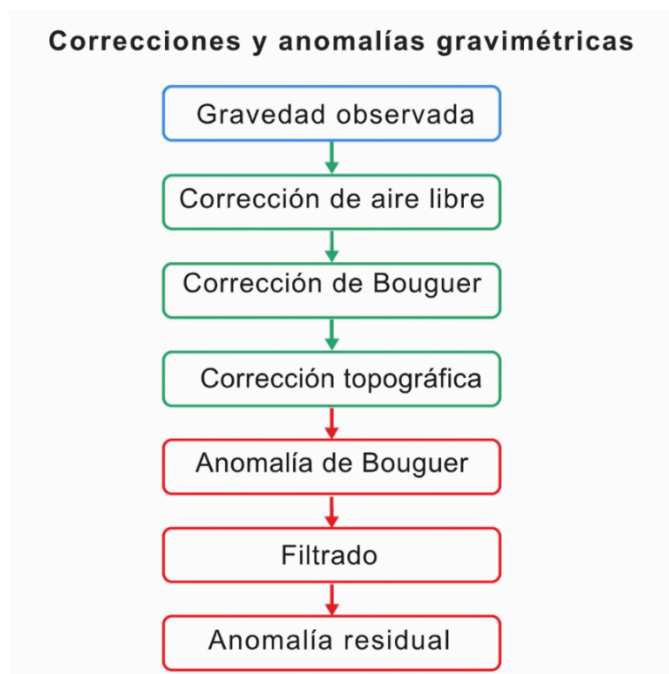 Correcciones y anomalías gravimétricas
Gravedad observada
Corrección de aire libre
Corrección de Bouguer
Corrección topográfica
Anomalía de Bouguer
Filtrado
Anomalía residual